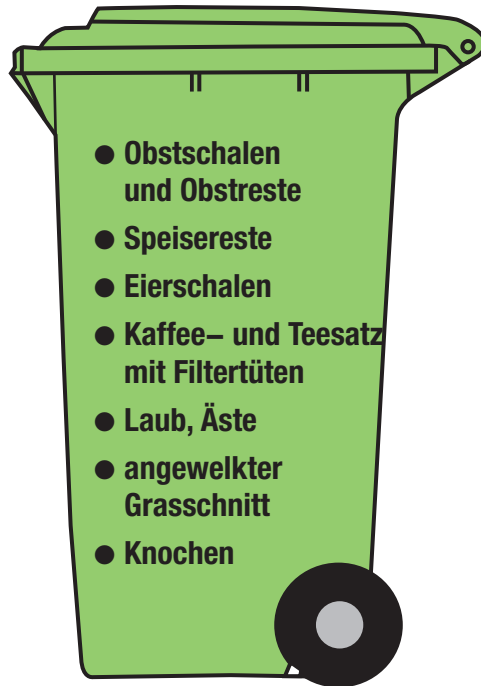 ● Obstschalen
und Obstreste
● Speisereste
● Eierschalen
● Kaffee– und Teesatz
mit Filtertüten
● Laub, Äste
● angewelkter
Grasschnitt
● Knochen